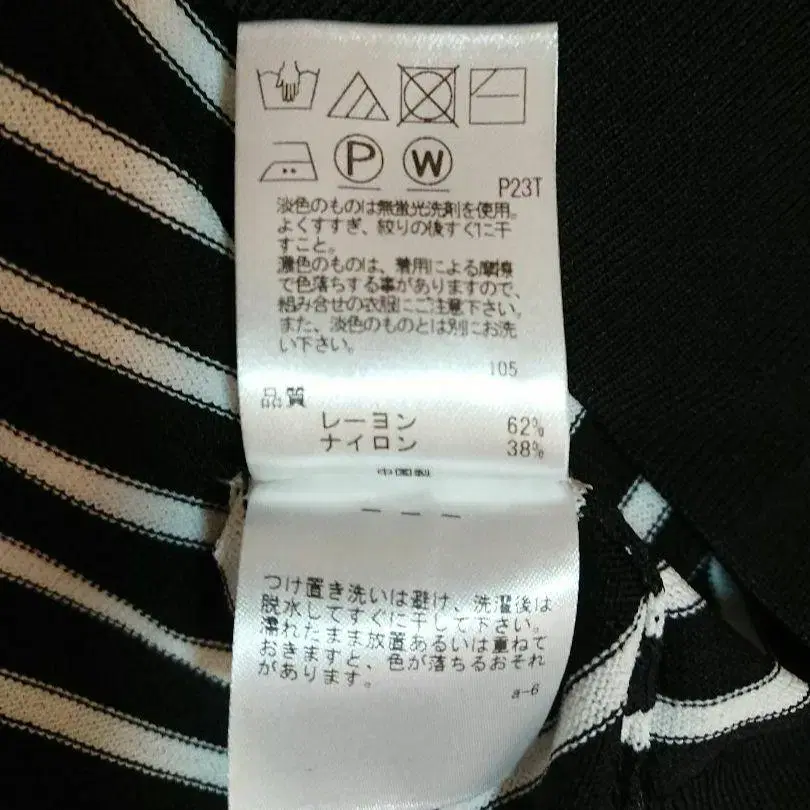 P W P23T
淡色のものは無蛍光洗剤を使用。
よくすすぎ、絞りの後すぐに干
すこと。
濃色のものは、着用による摩擦
で色落ちする事がありますので、
組み合せの衣服にご注意下さい。
また、淡色のものとは別にお洗
い下さい。
105
品質
レーヨン 62%
ナイロン 38%
中国製
つけ置き洗いは避け、洗濯後は
脱水してすぐに干して下さい。
濡れたまま放置あるいは重ねて
おきますと、色が落ちるおそれ
があります。
a-6